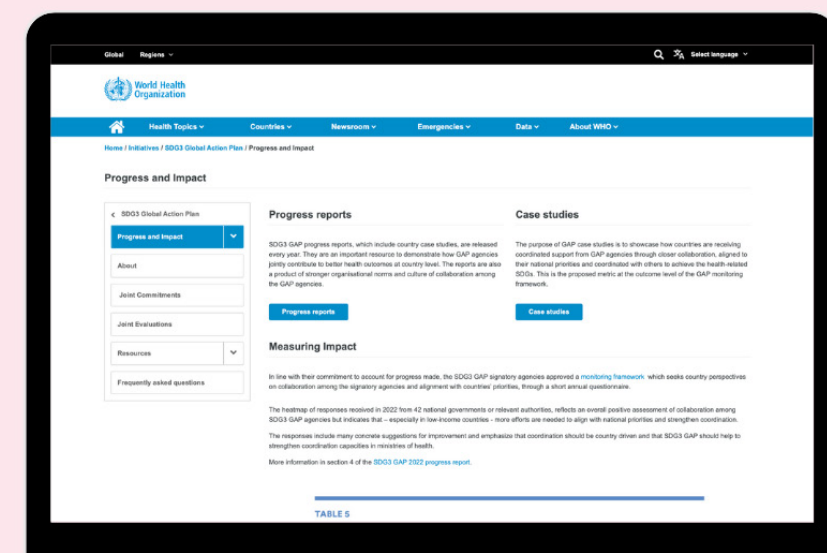 Global Regions
Select language
World Health
Organization
Health Topics Countries Newsroom Emergencies Data About WHO
Home / Initiatives / SDG3 Global Action Plan / Progress and Impact
Progress and Impact
SDG3 Global Action Plan
Progress and Impact
About
Joint Commitments
Joint Evaluations
Resources
Frequently asked questions
Progress reports
SDG3 GAP progress reports, which include country case studies, are released
every year. They are an important resource to demonstrate how GAP agencies
jointly contribute to better health outcomes at country level. The reports are also
a product of stronger organisational norms and culture of collaboration among
the GAP agencies.
Progress reports
Case studies
The purpose of GAP case studies is to showcase how countries are receiving
coordinated support from GAP agencies through closer collaboration, aligned to
their national priorities and coordinated with others to achieve the health-related
SDGs. This is the proposed metric at the outcome level of the GAP monitoring
framework.
Case studies
Measuring Impact
In line with their commitment to account for progress made, the SDG3 GAP signatory agencies approved a monitoring framework which seeks country perspectives
on collaboration among the signatory agencies and alignment with countries' priorities, through a short annual questionnaire.
The heatmap of responses received in 2022 from 42 national governments or relevant authorities, reflects an overall positive assessment of collaboration among
SDG3 GAP agencies but indicates that – especially in low-income countries - more efforts are needed to align with national priorities and strengthen coordination.
The responses include many concrete suggestions for improvement and emphasize that coordination should be country driven and that SDG3 GAP should help to
strengthen coordination capacities in ministries of health.
More information in section 4 of the SDG3 GAP 2022 progress report.
TABLE 5